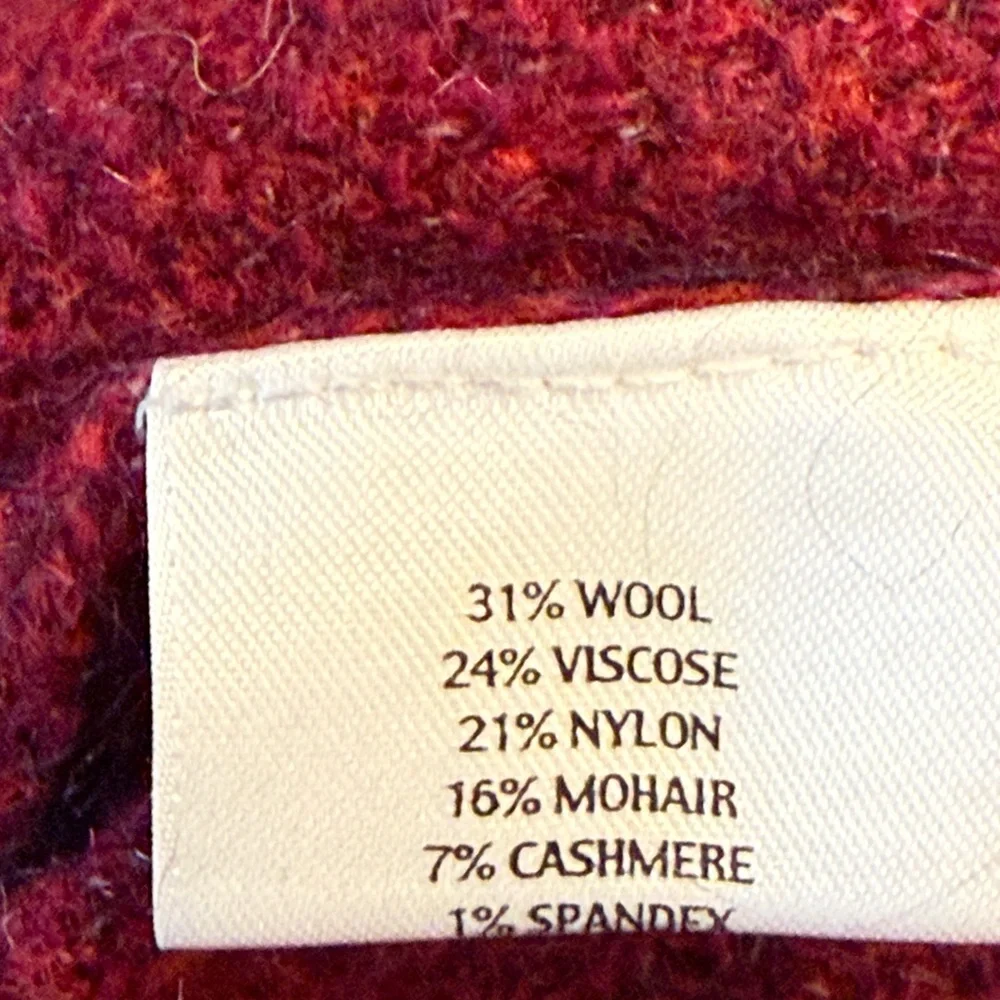 31% WOOL
24% VISCOSE
21% NYLON
16% MOHAIR
7% CASHMERE
1% SPANDEX